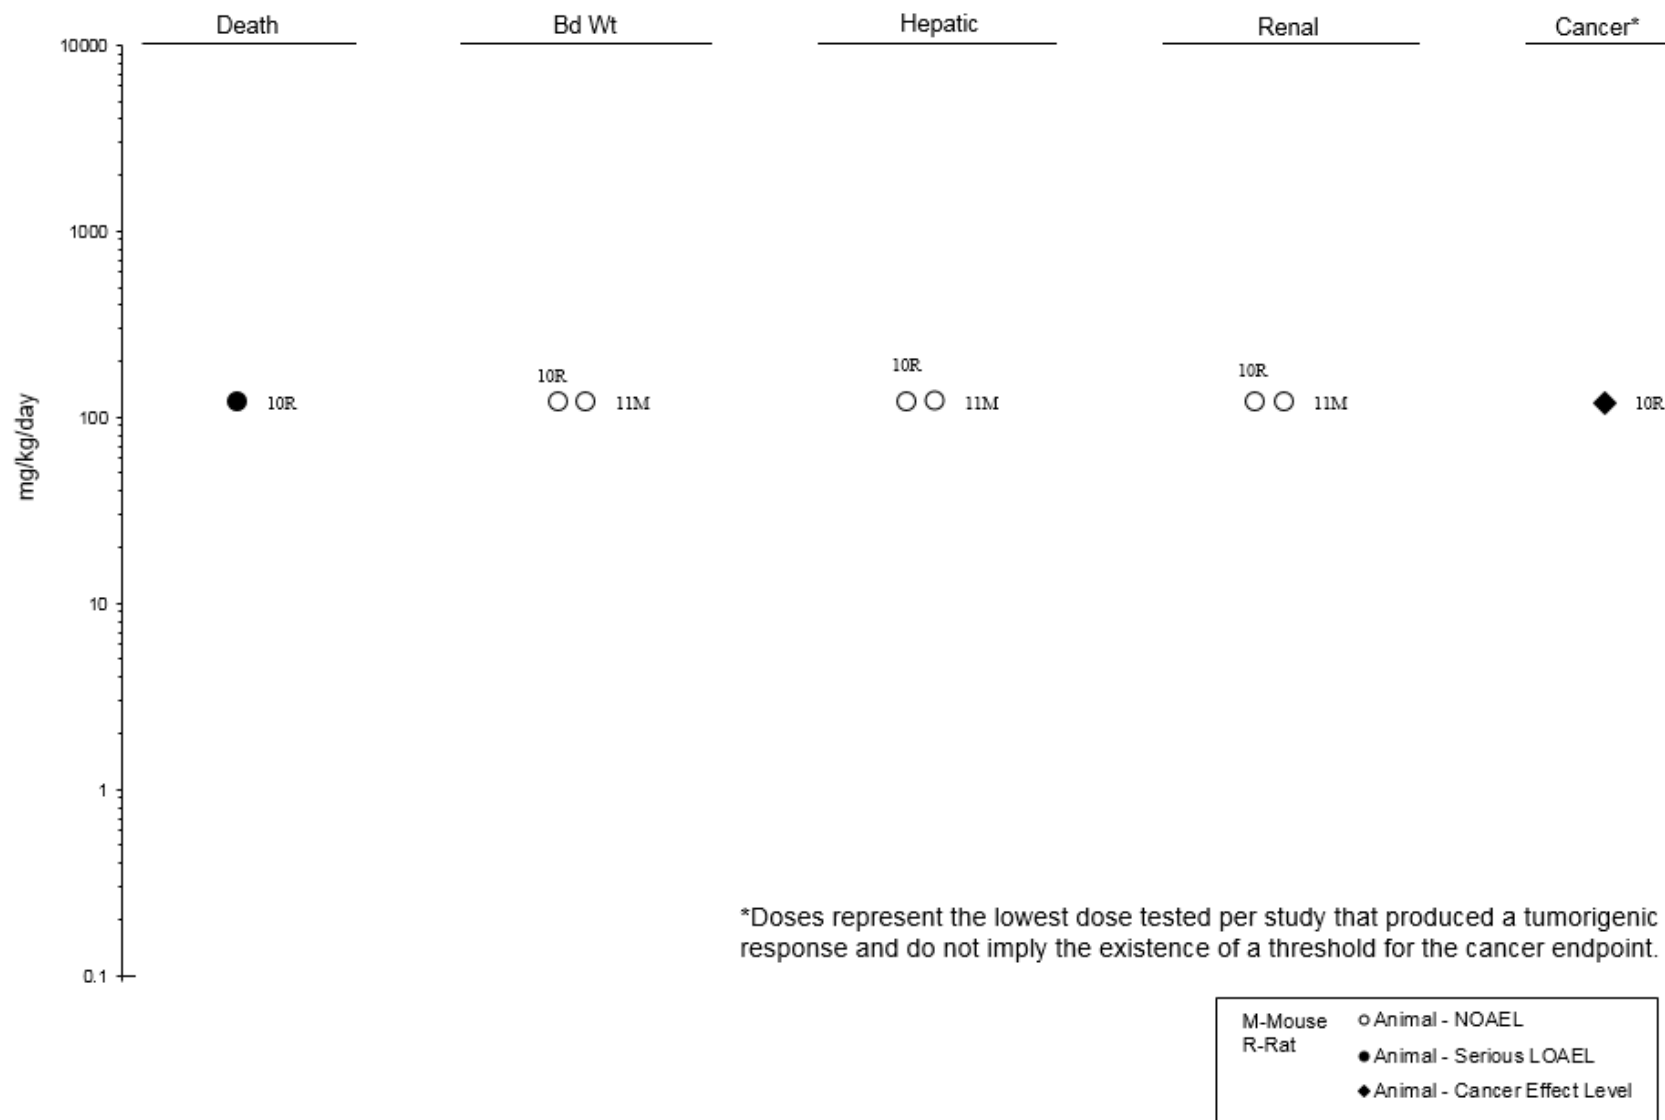 Death
Bd Wt
Hepatic
Renal
Cancer*
10000
1000
100
10
1
0.1
mg/kg/day
10R
10R
11M
10R
11M
10R
11M
10R
*Doses represent the lowest dose tested per study that produced a tumorigenic
response and do not imply the existence of a threshold for the cancer endpoint.
M-Mouse
R-Rat
Animal - NOAEL
Animal - Serious LOAEL
Animal - Cancer Effect Level